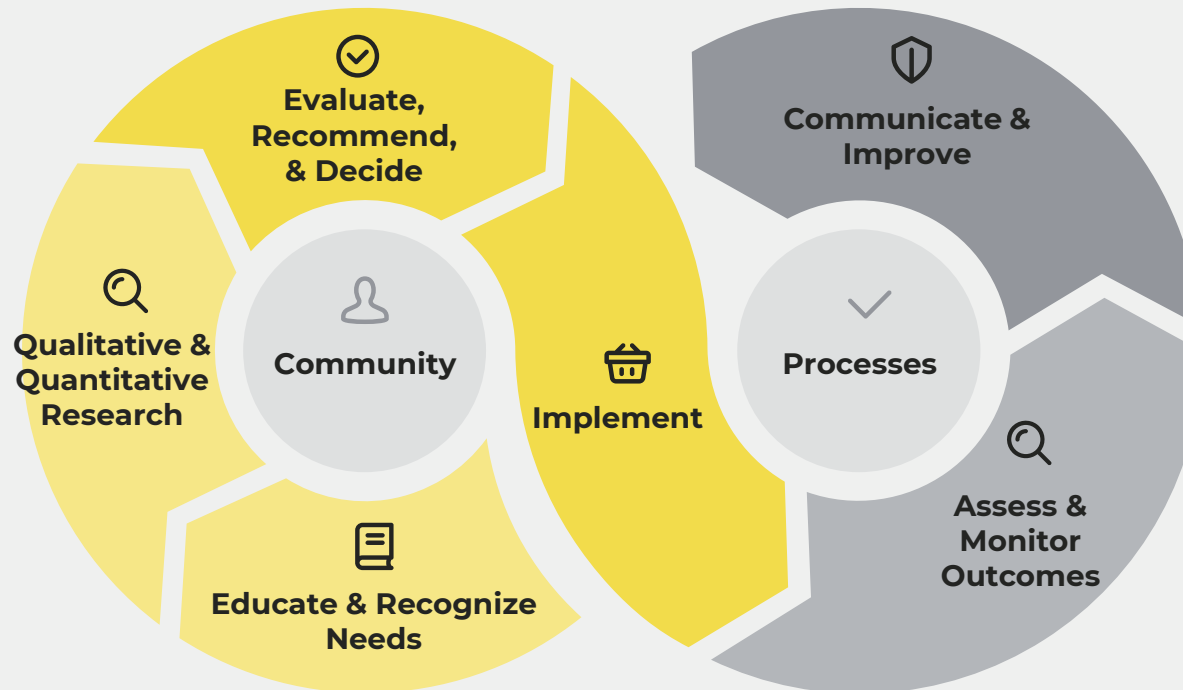 Evaluate,
Recommend,
& Decide
Communicate &
Improve
Qualitative &
Quantitative
Research
Community
Implement
Processes
Assess &
Monitor
Outcomes
Educate & Recognize
Needs